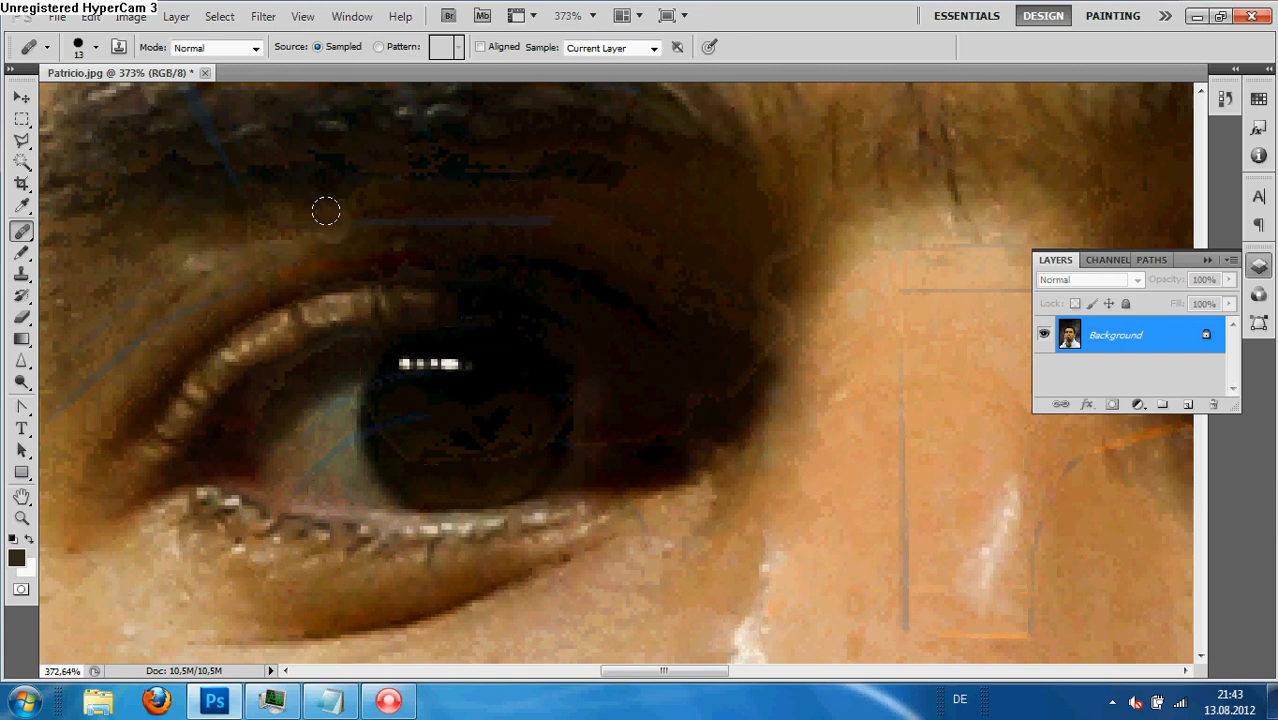 Unregistered HyperCam 3
Edit Image Layer Select Filter View Window Help Br Mb 373% ESSENTIALS DESIGN PAINTING
13 Mode: Normal Source: Sampled Pattern: Aligned Sample: Current Layer
Patricio.jpg @ 373% (RGB/8) *
LAYERS CHANNEL PATHS
Normal Opacity: 100%
Lock: Fill: 100%
Background
372,64% Doc: 10,5M/10,5M
Ps DE 21:43
13.08.2012